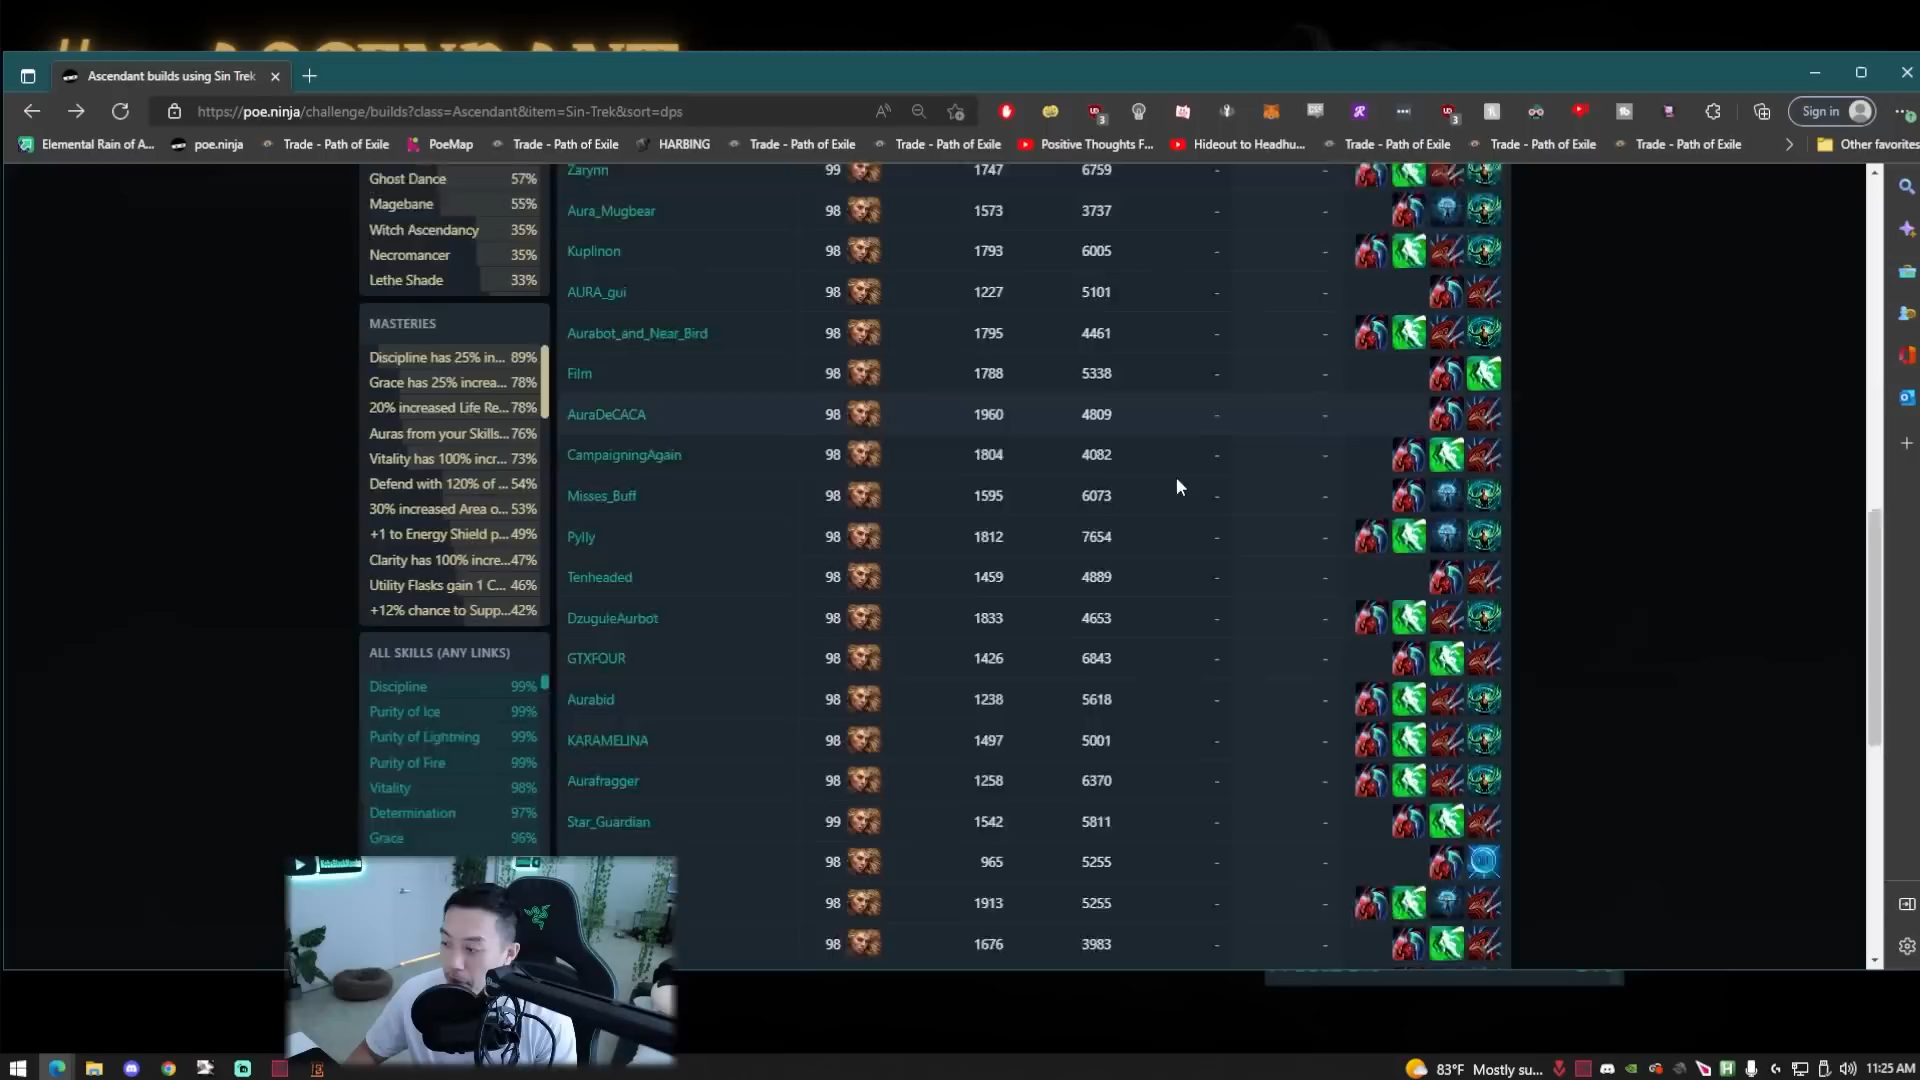 Ascendant builds using Sin Trek
https://poe.ninja/challenge/builds?class=Ascendant&item=Sin-Trek&sort=dps
Sign in
Elemental Rain of A...
poe.ninja
Trade - Path of Exile
PoeMap
Trade - Path of Exile
HARBING
Trade - Path of Exile
Trade - Path of Exile
Positive Thoughts F...
Hideout to Headhu...
Trade - Path of Exile
Trade - Path of Exile
Trade - Path of Exile
Other favorites
Ghost Dance 57%
Magebane 55%
Witch Ascendancy 35%
Necromancer 35%
Lethe Shade 33%
MASTERIES
Discipline has 25% in... 89%
Grace has 25% increa... 78%
20% increased Life Re... 78%
Auras from your Skills... 76%
Vitality has 100% incr... 73%
Defend with 120% of ... 54%
30% increased Area o... 53%
+1 to Energy Shield p... 49%
Clarity has 100% incre... 47%
Utility Flasks gain 1 C... 46%
+12% chance to Supp... 42%
ALL SKILLS (ANY LINKS)
Discipline 99%
Purity of Ice 99%
Purity of Lightning 99%
Purity of Fire 99%
Vitality 98%
Determination 97%
Grace 96%
Zarynn 99 1747 6759 - -
Aura_Mugbear 98 1573 3737 - -
Kuplinon 98 1793 6005 - -
AURA_gui 98 1227 5101 - -
Aurabot_and_Near_Bird 98 1795 4461 - -
Film 98 1788 5338 - -
AuraDeCACA 98 1960 4809 - -
CampaigningAgain 98 1804 4082 - -
Misses_Buff 98 1595 6073 - -
Pylly 98 1812 7654 - -
Tenheaded 98 1459 4889 - -
DzuguleAurbot 98 1833 4653 - -
GTXFOUR 98 1426 6843 - -
Aurabid 98 1238 5618 - -
KARAMELINA 98 1497 5001 - -
Aurafragger 98 1258 6370 - -
Star_Guardian 99 1542 5811 - -
98 965 5255 - -
98 1913 5255 - -
98 1676 3983 - -
83°F Mostly su...
11:25 AM